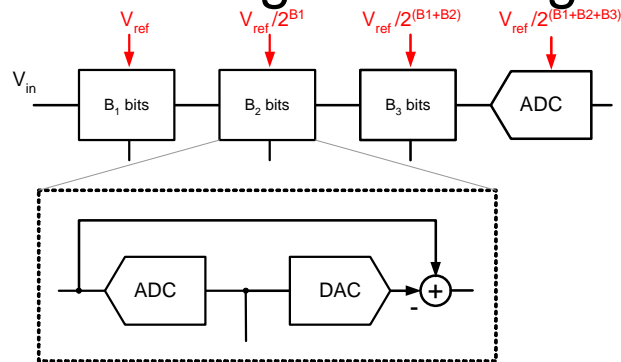 V_ref V_ref/2^B1 V_ref/2^(B1+B2) V_ref/2^(B1+B2+B3)
V_in
B_1 bits B_2 bits B_3 bits ADC
ADC DAC +
-